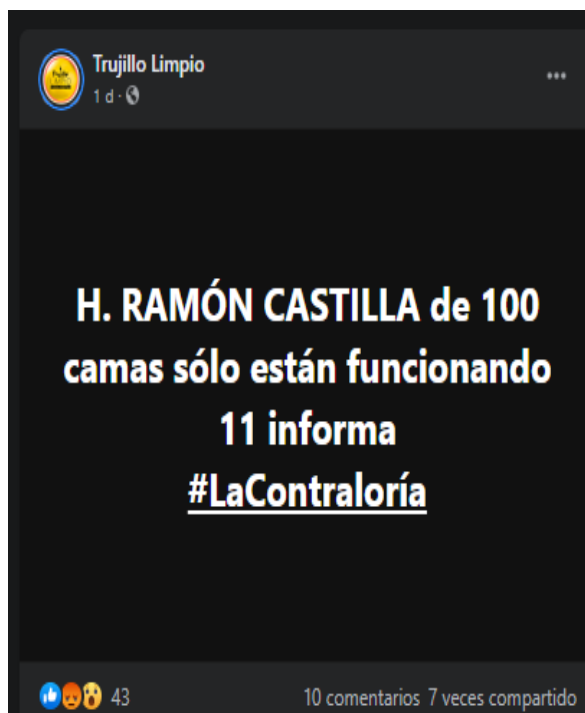 Trujillo Limpio
1 d ·
H. RAMÓN CASTILLA de 100
camas sólo están funcionando
11 informa
#LaContraloría
43
10 comentarios 7 veces compartido